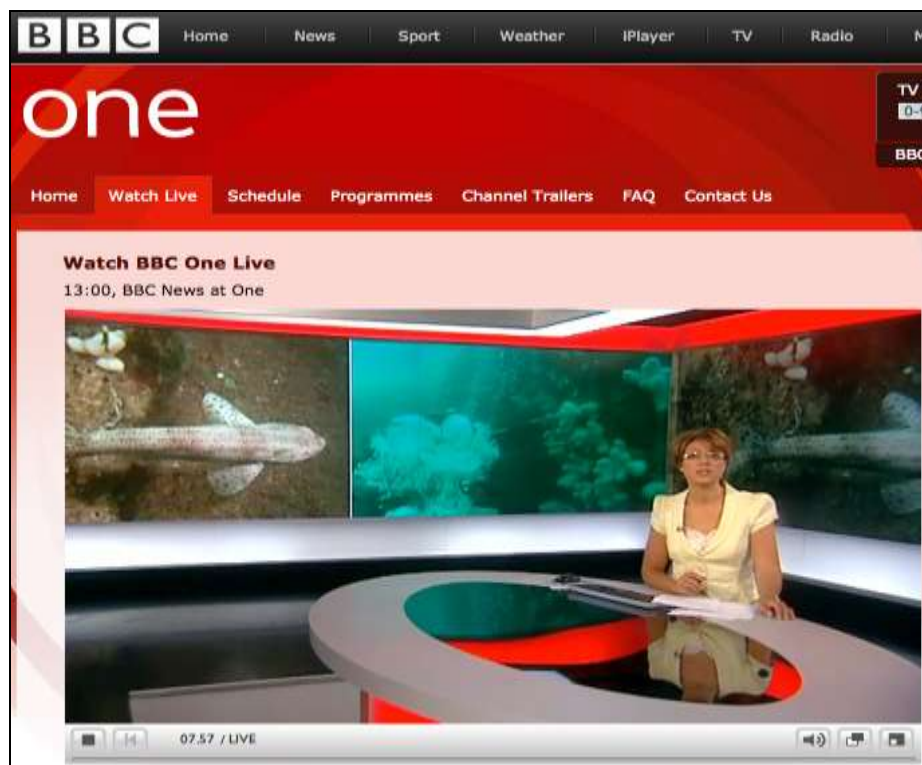 BBC Home News Sport Weather iPlayer TV Radio
one
TV
BBC
Home Watch Live Schedule Programmes Channel Trailers FAQ Contact Us
Watch BBC One Live
13:00, BBC News at One
07.57 / LIVE